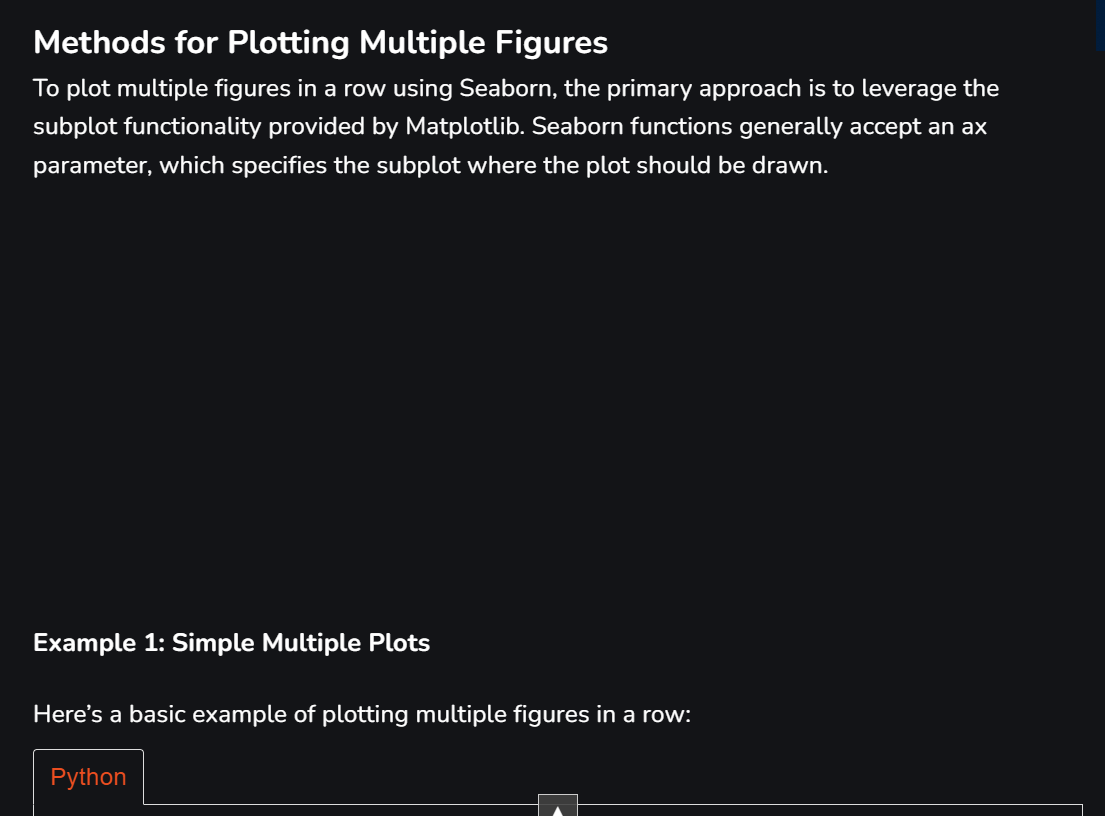 Methods for Plotting Multiple Figures
To plot multiple figures in a row using Seaborn, the primary approach is to leverage the
subplot functionality provided by Matplotlib. Seaborn functions generally accept an ax
parameter, which specifies the subplot where the plot should be drawn.
Example 1: Simple Multiple Plots
Here’s a basic example of plotting multiple figures in a row:
Python